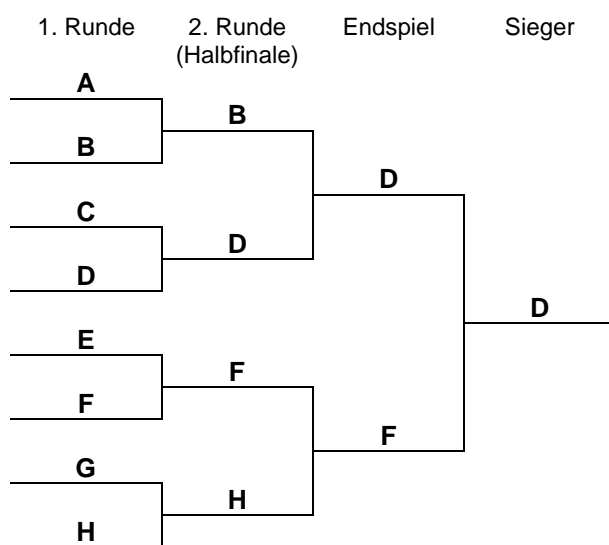 1. Runde
2. Runde
(Halbfinale)
Endspiel
Sieger
A
B
B
D
C
D
D
D
E
F
F
F
G
H
H